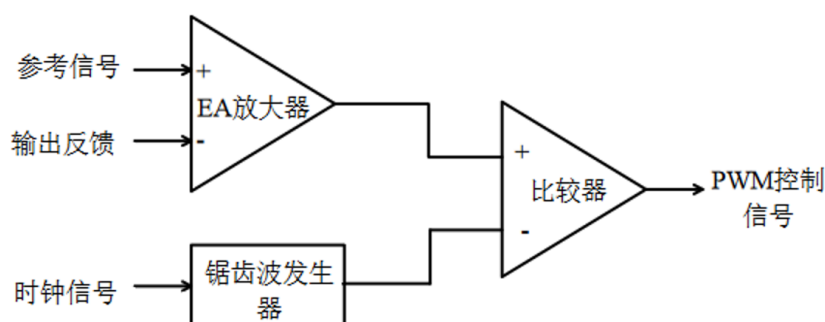 参考信号
+
EA放大器
输出反馈
-
+
比较器
-
PWM控制
信号
时钟信号
锯齿波发生
器